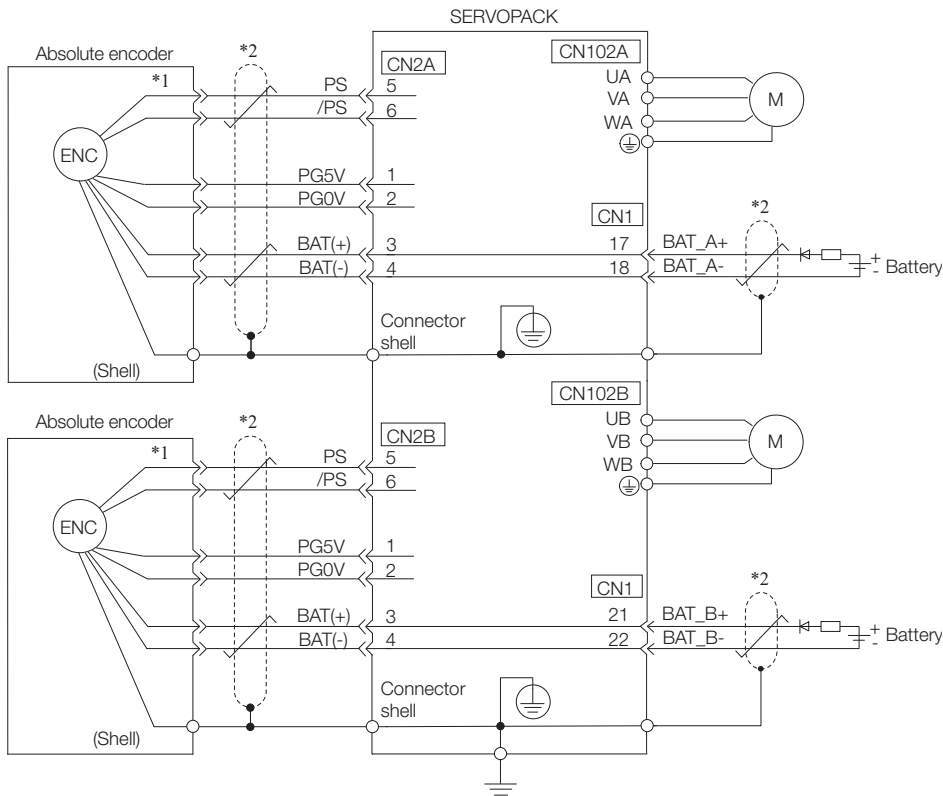 SERVOPACK
Absolute encoder
*2
CN2A
CN102A
*1
PS
5
/PS
6
UA
VA
WA
M
ENC
PG5V
1
PG0V
2
CN1
*2
BAT(+)
3
17
BAT_A+
BAT(-)
4
18
BAT_A-
+
-
Battery
Connector
shell
(Shell)
Absolute encoder
*2
CN2B
CN102B
*1
PS
5
/PS
6
UB
VB
WB
M
ENC
PG5V
1
PG0V
2
CN1
*2
BAT(+)
3
21
BAT_B+
BAT(-)
4
22
BAT_B-
+
-
Battery
Connector
shell
(Shell)